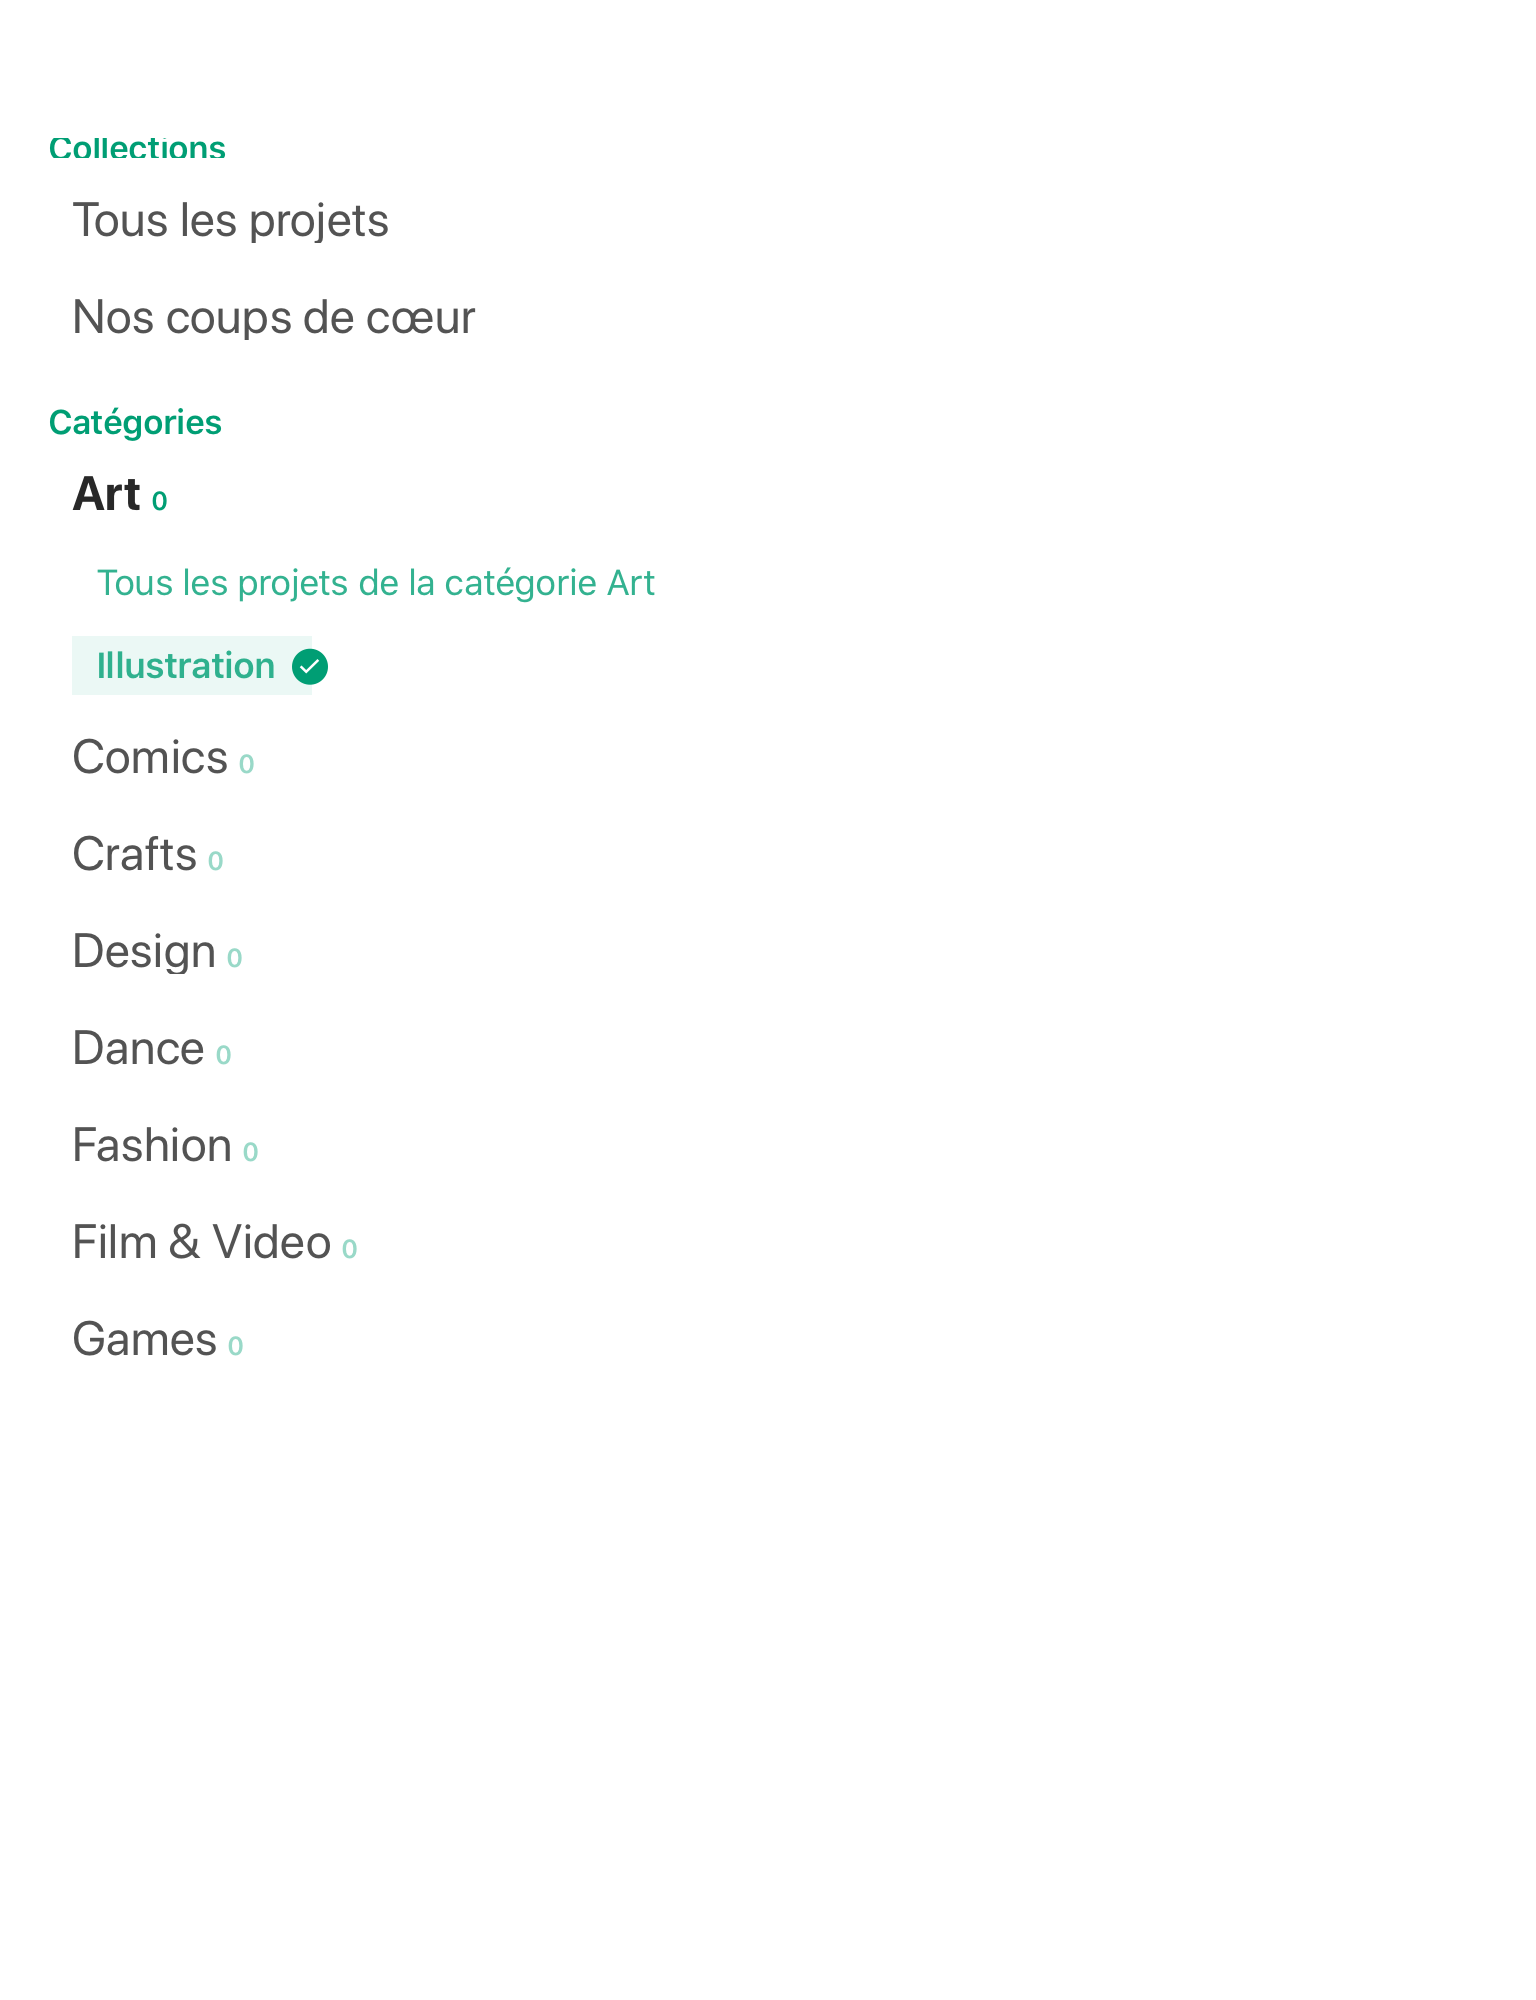 Collections
Tous les projets
Nos coups de cœur
Catégories
Art 0
Tous les projets de la catégorie Art
Illustration
Comics 0
Crafts 0
Design 0
Dance 0
Fashion 0
Film & Video 0
Games 0